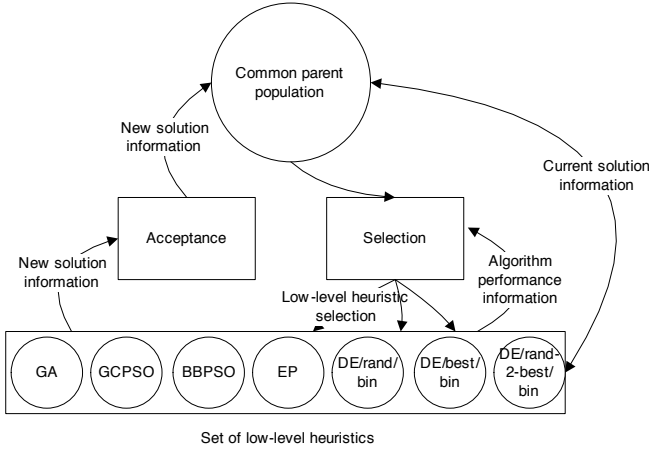 Common parent
population
New solution
information
Current solution
information
Acceptance
Selection
New solution
information
Algorithm
performance
information
Low-level heuristic
selection
GA
GCPSO
BBPSO
EP
DE/rand/
bin
DE/best/
bin
DE/rand-
2-best/
bin
Set of low-level heuristics